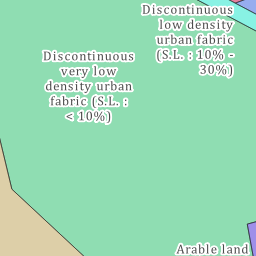 Discontinuous
low density
urban fabric
(S.L. : 10% -
30%)
Discontinuous
very low
density urban
fabric (S.L. :
< 10%)
Arable land